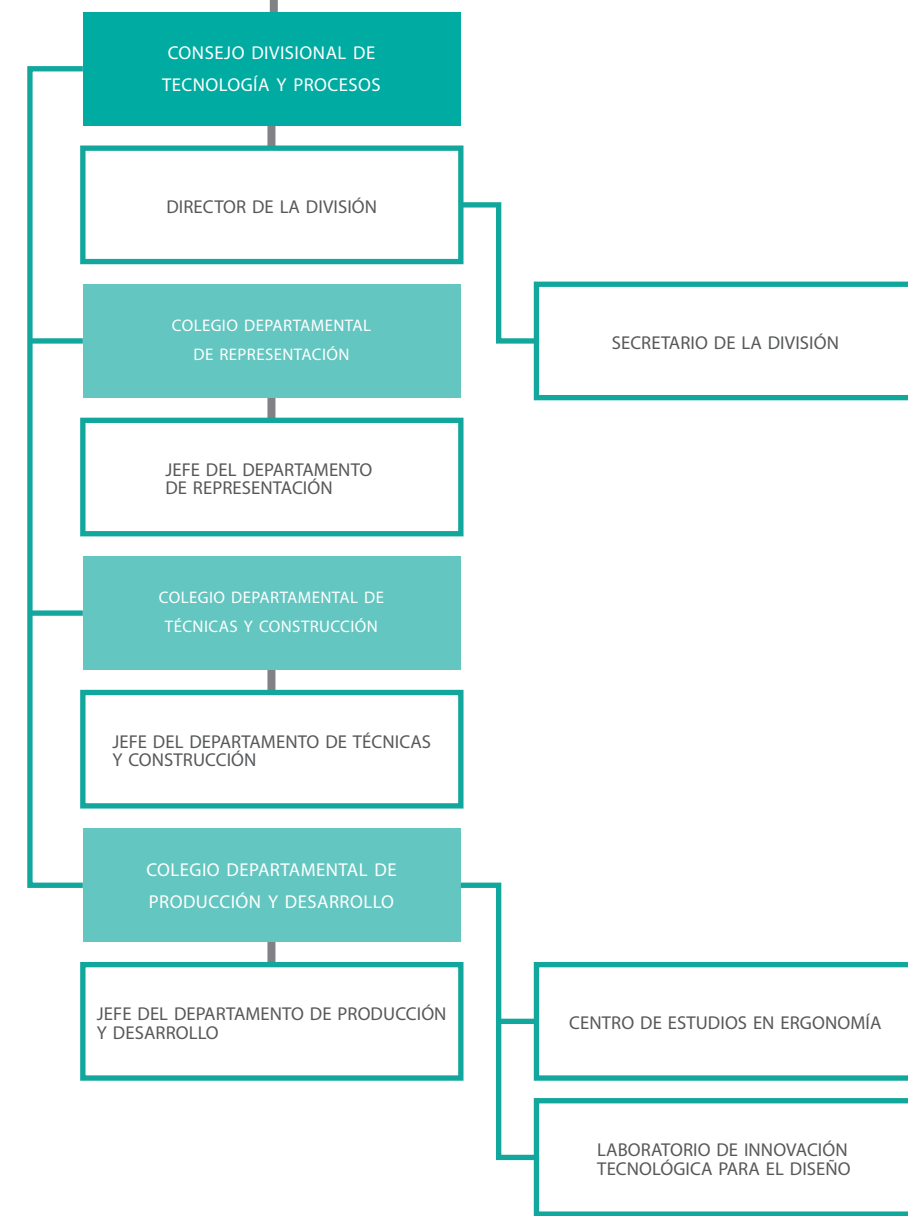 CONSEJO DIVISIONAL DE
TECNOLOGÍA Y PROCESOS
DIRECTOR DE LA DIVISIÓN
SECRETARIO DE LA DIVISIÓN
COLEGIO DEPARTAMENTAL
DE REPRESENTACIÓN
JEFE DEL DEPARTAMENTO
DE REPRESENTACIÓN
COLEGIO DEPARTAMENTAL DE
TÉCNICAS Y CONSTRUCCIÓN
JEFE DEL DEPARTAMENTO DE TÉCNICAS
Y CONSTRUCCIÓN
COLEGIO DEPARTAMENTAL DE
PRODUCCIÓN Y DESARROLLO
JEFE DEL DEPARTAMENTO DE PRODUCCIÓN
Y DESARROLLO
CENTRO DE ESTUDIOS EN ERGONOMÍA
LABORATORIO DE INNOVACIÓN
TECNOLÓGICA PARA EL DISEÑO